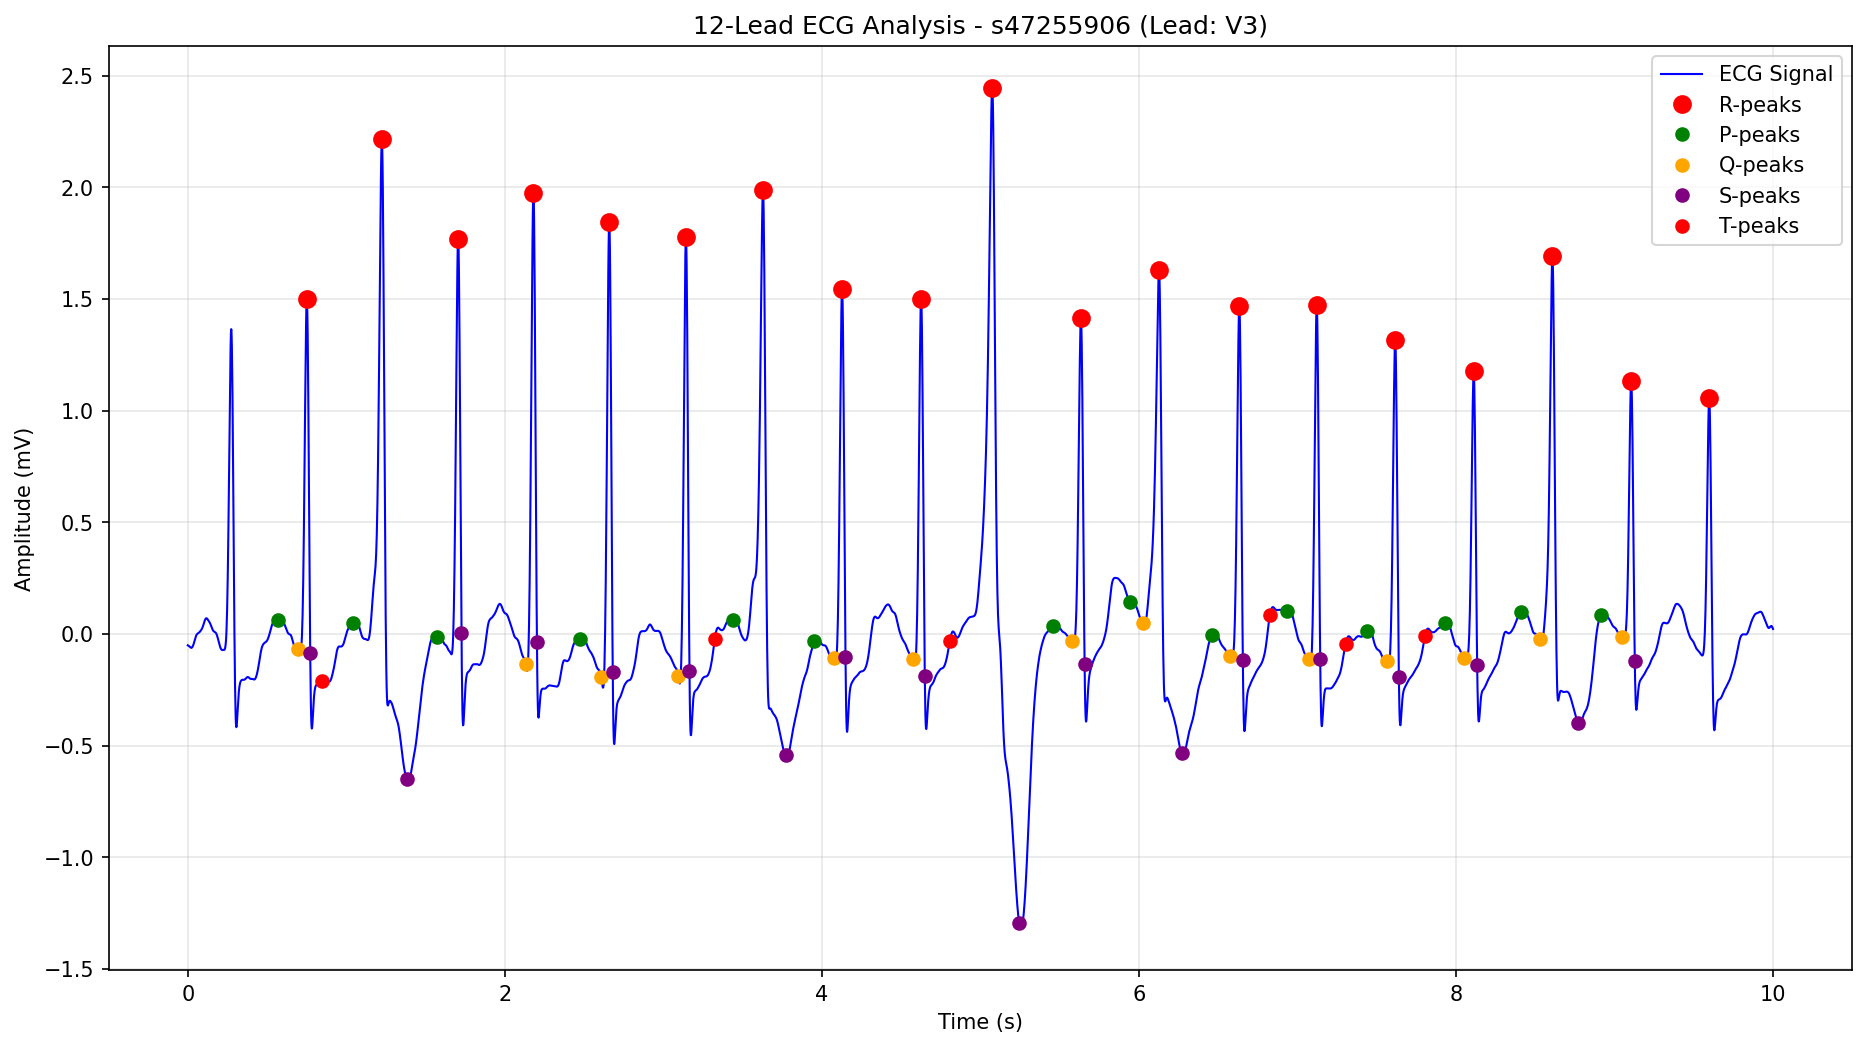 12-Lead ECG Analysis - s47255906 (Lead: V3)
ECG Signal
R-peaks
P-peaks
Q-peaks
S-peaks
T-peaks
Amplitude (mV)
2.5
2.0
1.5
1.0
0.5
0.0
−0.5
−1.0
−1.5
0 2 4 6 8 10
Time (s)